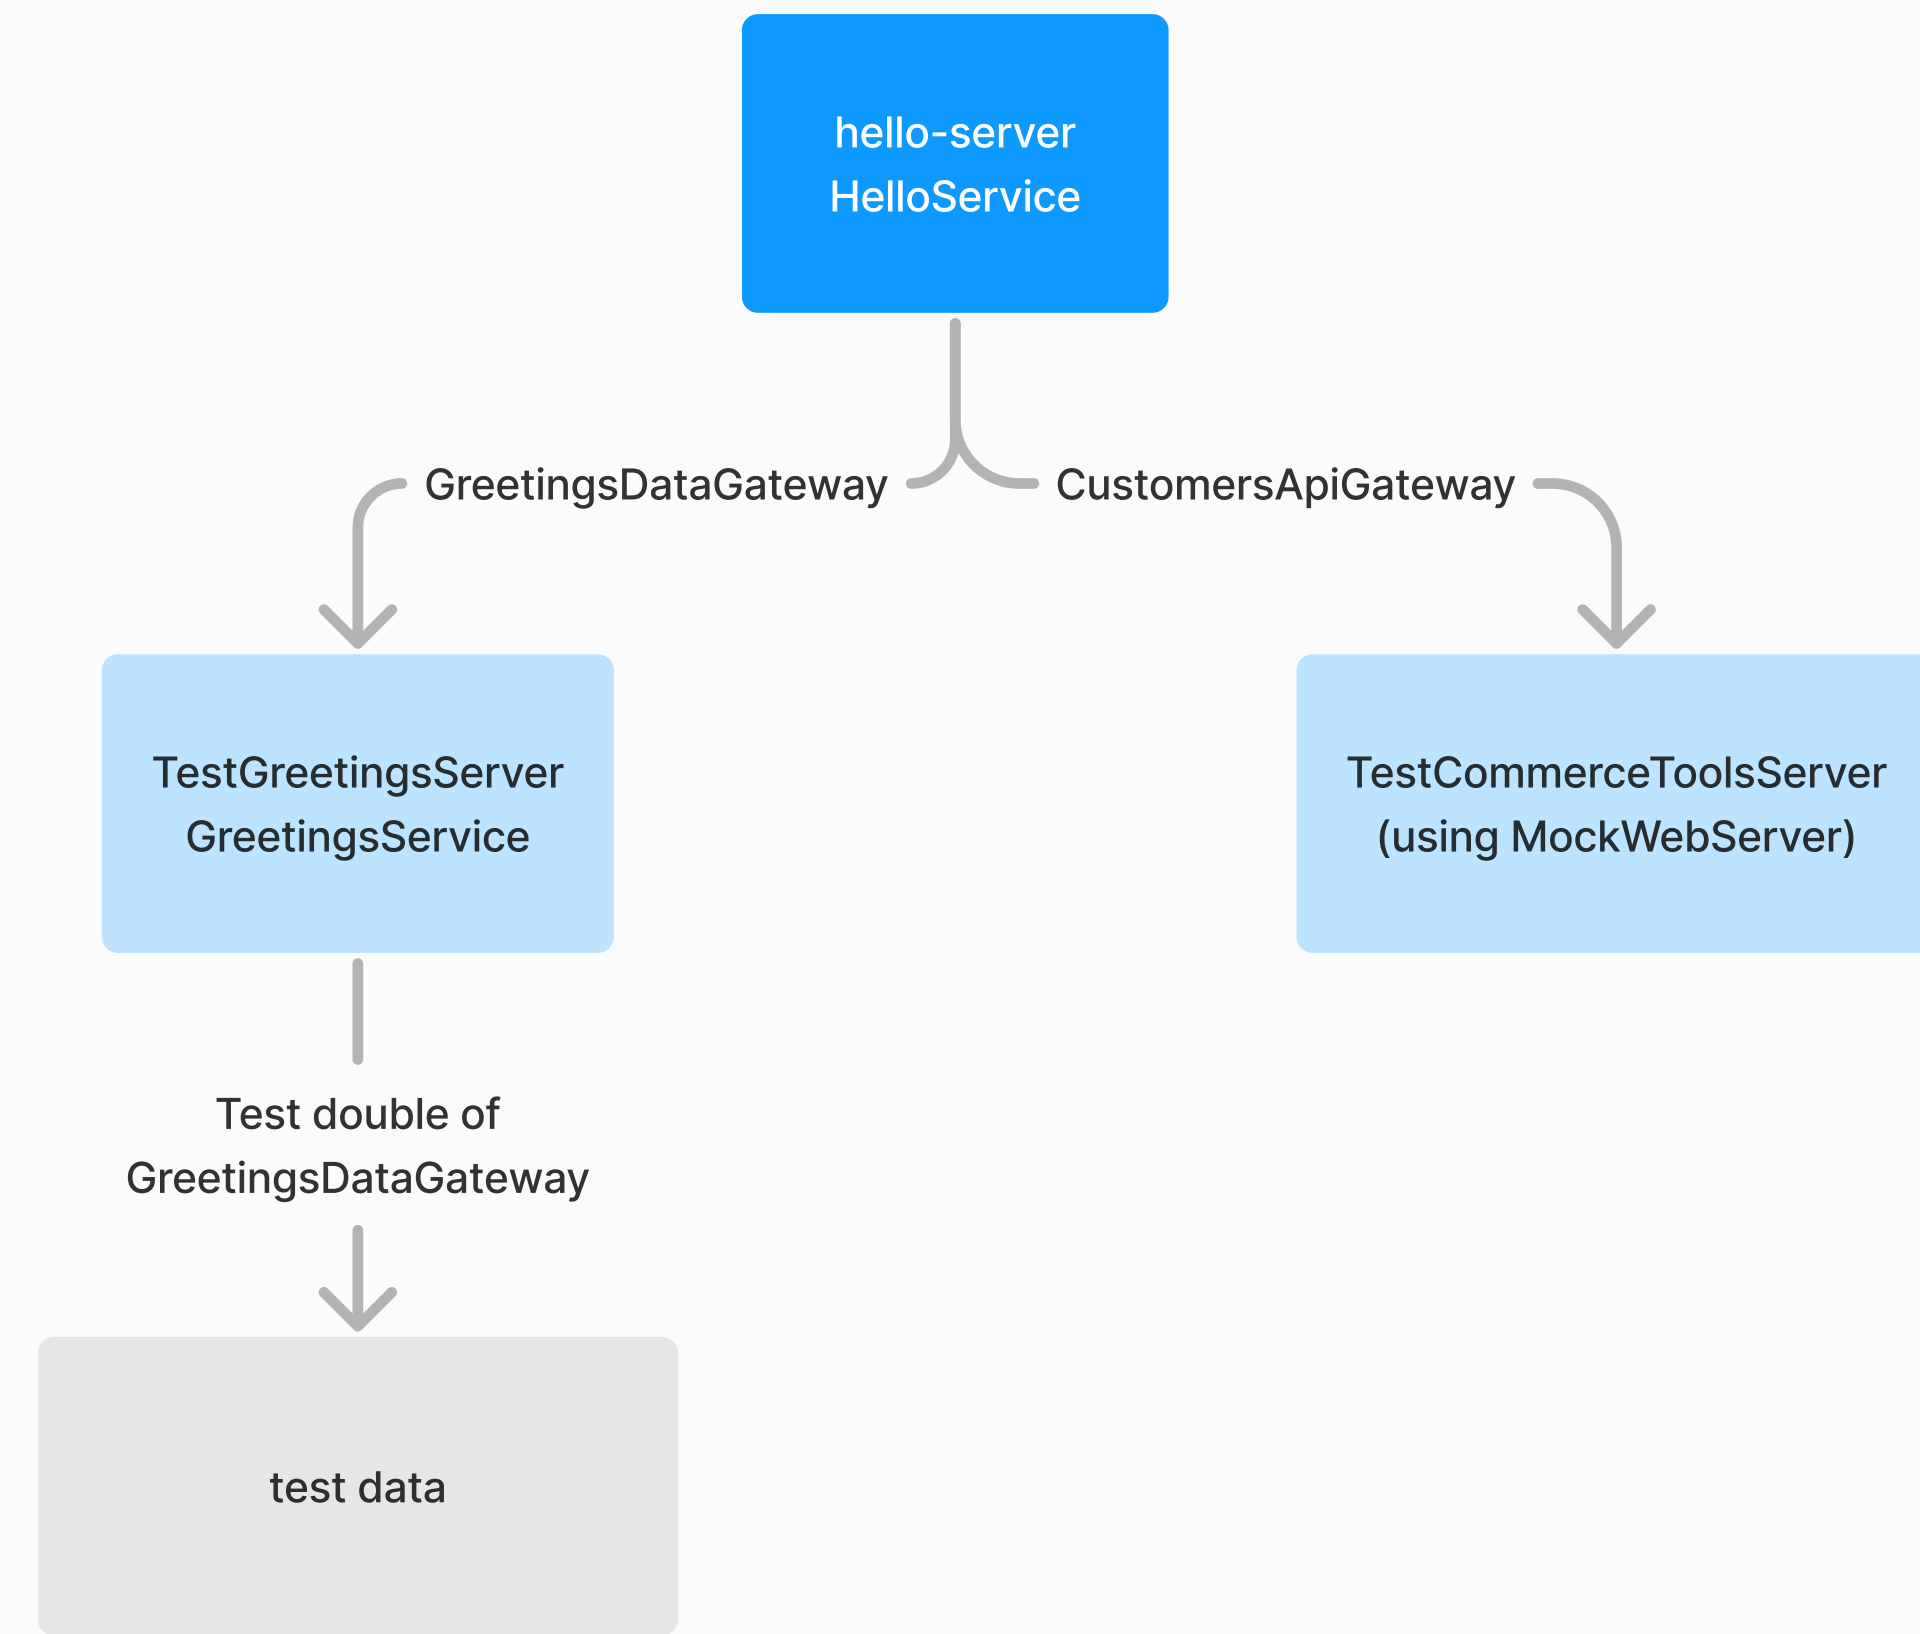 hello-server
HelloService
GreetingsDataGateway
CustomersApiGateway
TestGreetingsServer
GreetingsService
TestCommerceToolsServer
(using MockWebServer)
Test double of
GreetingsDataGateway
test data